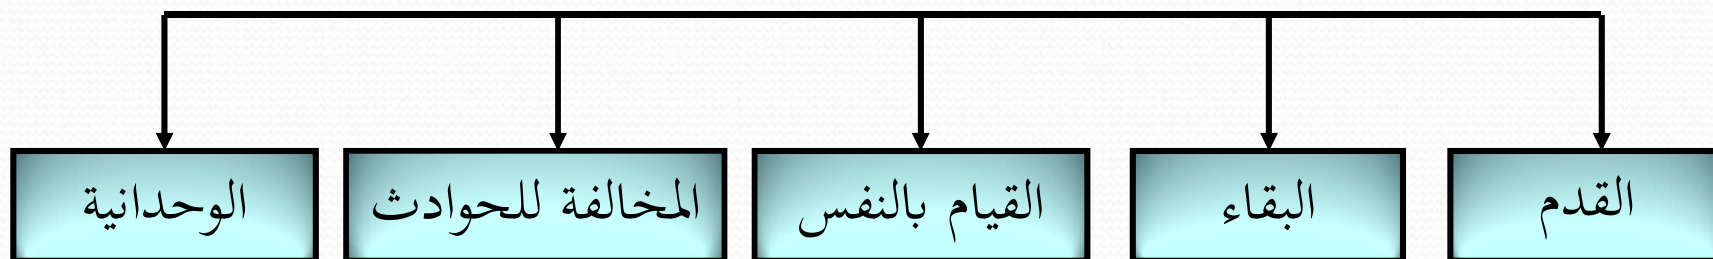 القدم
البقاء
القيام بالنفس
المخالفة للحوادث
الوحدانية